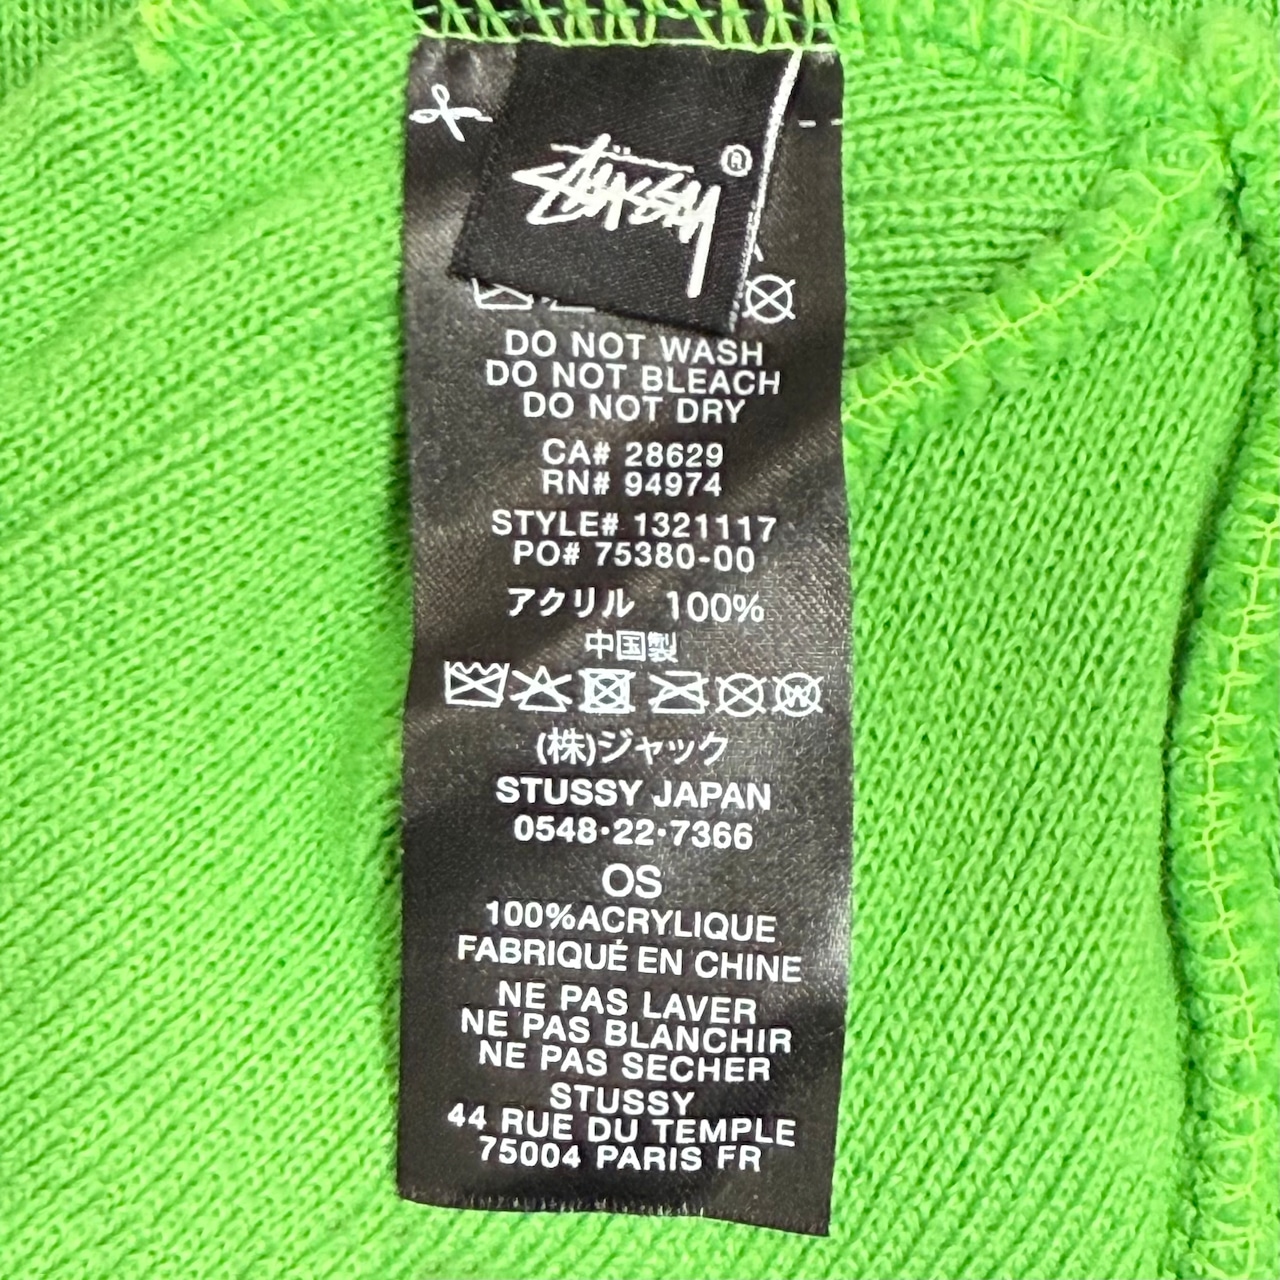 Stüssy ®
DO NOT WASH
DO NOT BLEACH
DO NOT DRY
CA# 28629
RN# 94974
STYLE# 1321117
PO# 75380-00
アクリル 100%
中国製
W
(株)ジャック
STUSSY JAPAN
0548·22·7366
OS
100%ACRYLIQUE
FABRIQUÉ EN CHINE
NE PAS LAVER
NE PAS BLANCHIR
NE PAS SECHER
STUSSY
44 RUE DU TEMPLE
75004 PARIS FR